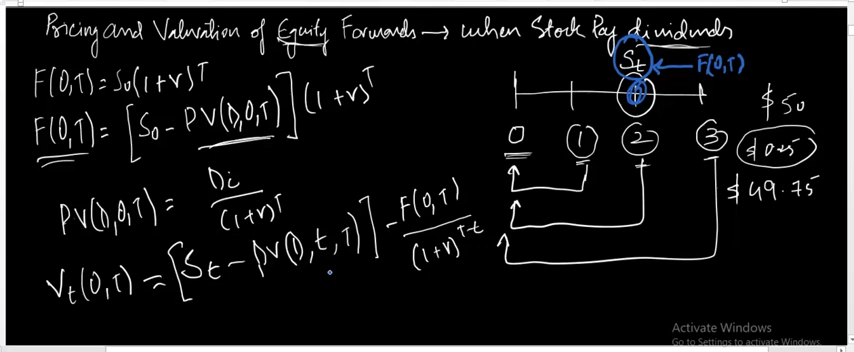 Pricing and Valuation of Equity Forwards → when Stock Pay dividends
F(0,T) = S₀(1+r)ᵀ
F(0,T) = [S₀ - PV(D,0,T)](1+r)ᵀ
PV(D,0,T) = Di / (1+r)ᵀ
Vt(0,T) = [St - PV(D,t,T)] - F(0,T) / (1+r)ᵀ⁻ᵗ
St ← F(0,T)
0 1 2 3
$50
$0.25
$49.75
Activate Windows
Go to Settings to activate Windows.